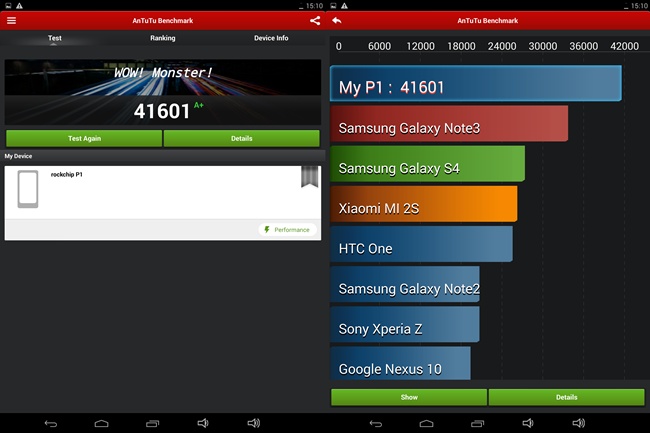 15:10
AnTuTu Benchmark
Test Ranking Device Info
WOW! Monster!
41601 A+
Test Again Details
My Device
rockchip P1
Performance
15:10
AnTuTu Benchmark
0 6000 12000 18000 24000 30000 36000 42000
My P1 : 41601
Samsung Galaxy Note3
Samsung Galaxy S4
Xiaomi MI 2S
HTC One
Samsung Galaxy Note2
Sony Xperia Z
Google Nexus 10
Show Details